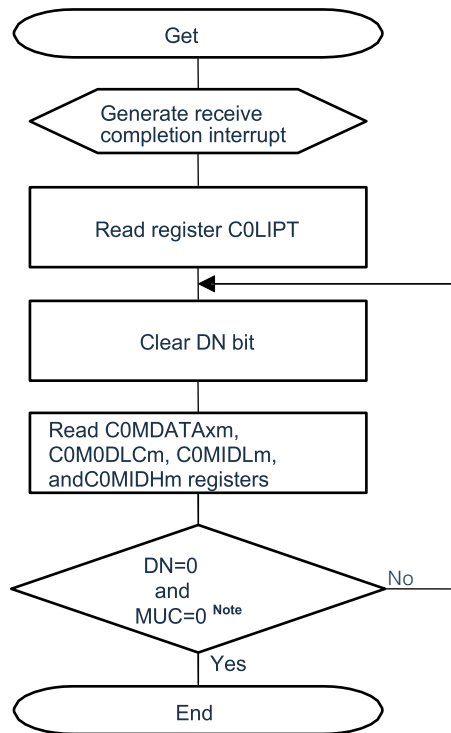 Get
Generate receive
completion interrupt
Read register C0LIPT
Clear DN bit
Read C0MDATAxm,
C0M0DLCm, C0MIDLm,
andC0MIDHm registers
DN=0
and
MUC=0 Note
No
Yes
End